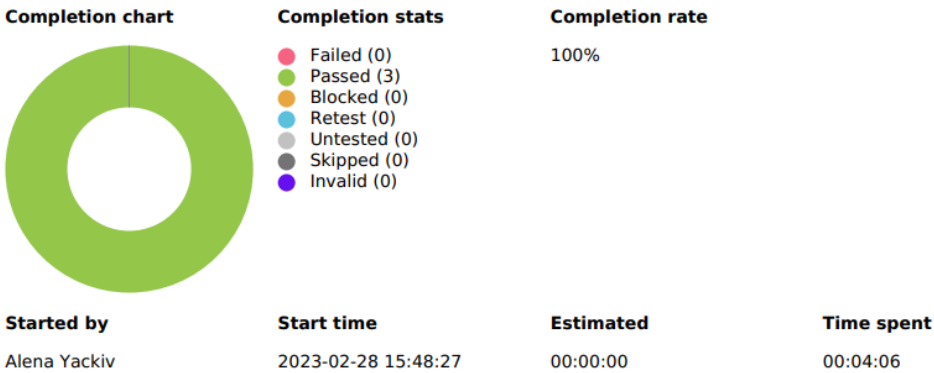 Completion chart
Completion stats
Completion rate
Failed (0)
Passed (3)
Blocked (0)
Retest (0)
Untested (0)
Skipped (0)
Invalid (0)
100%
Started by
Start time
Estimated
Time spent
Alena Yackiv
2023-02-28 15:48:27
00:00:00
00:04:06